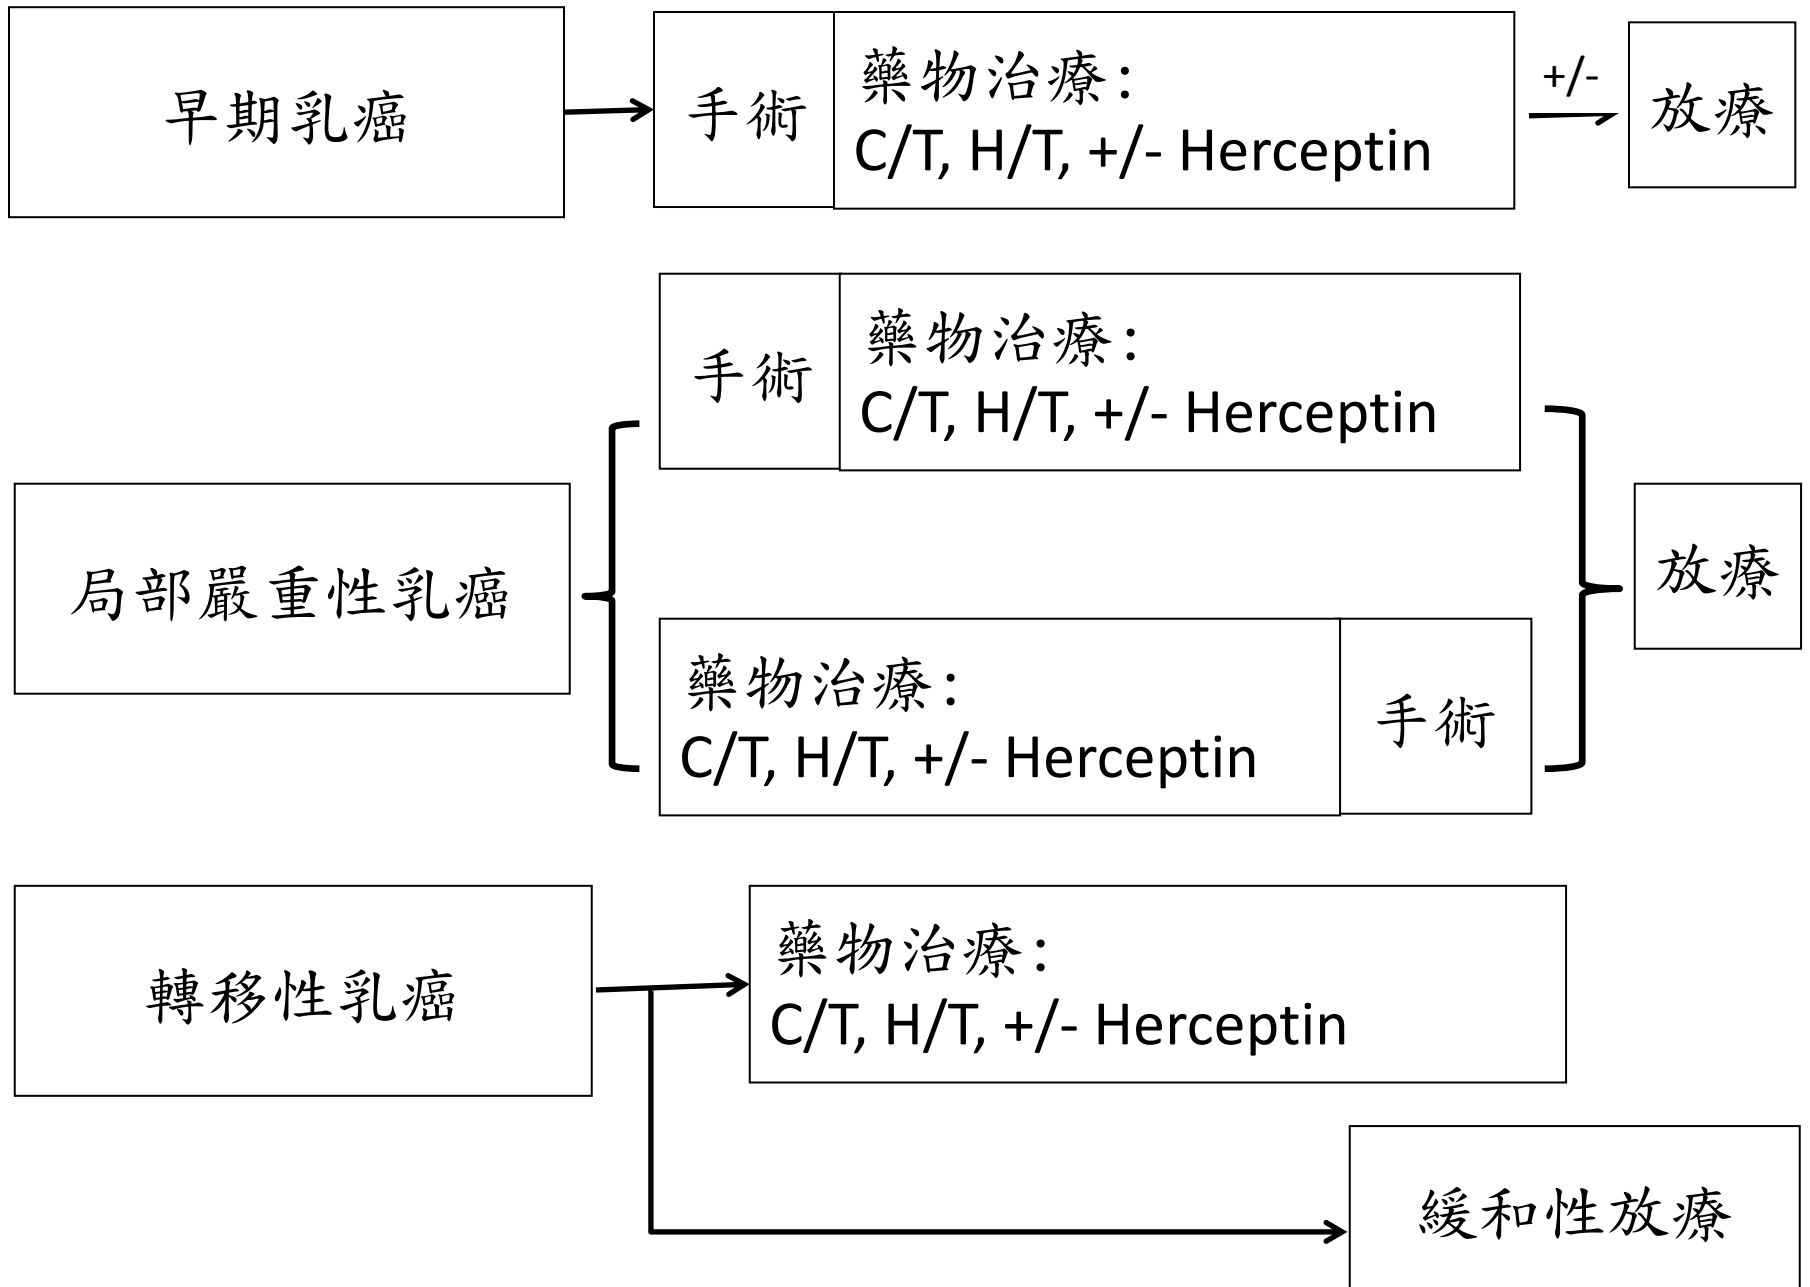 早期乳癌
手術
藥物治療:
C/T, H/T, +/- Herceptin
+/-
放療
局部嚴重性乳癌
手術
藥物治療:
C/T, H/T, +/- Herceptin
藥物治療:
C/T, H/T, +/- Herceptin
手術
放療
轉移性乳癌
藥物治療:
C/T, H/T, +/- Herceptin
緩和性放療